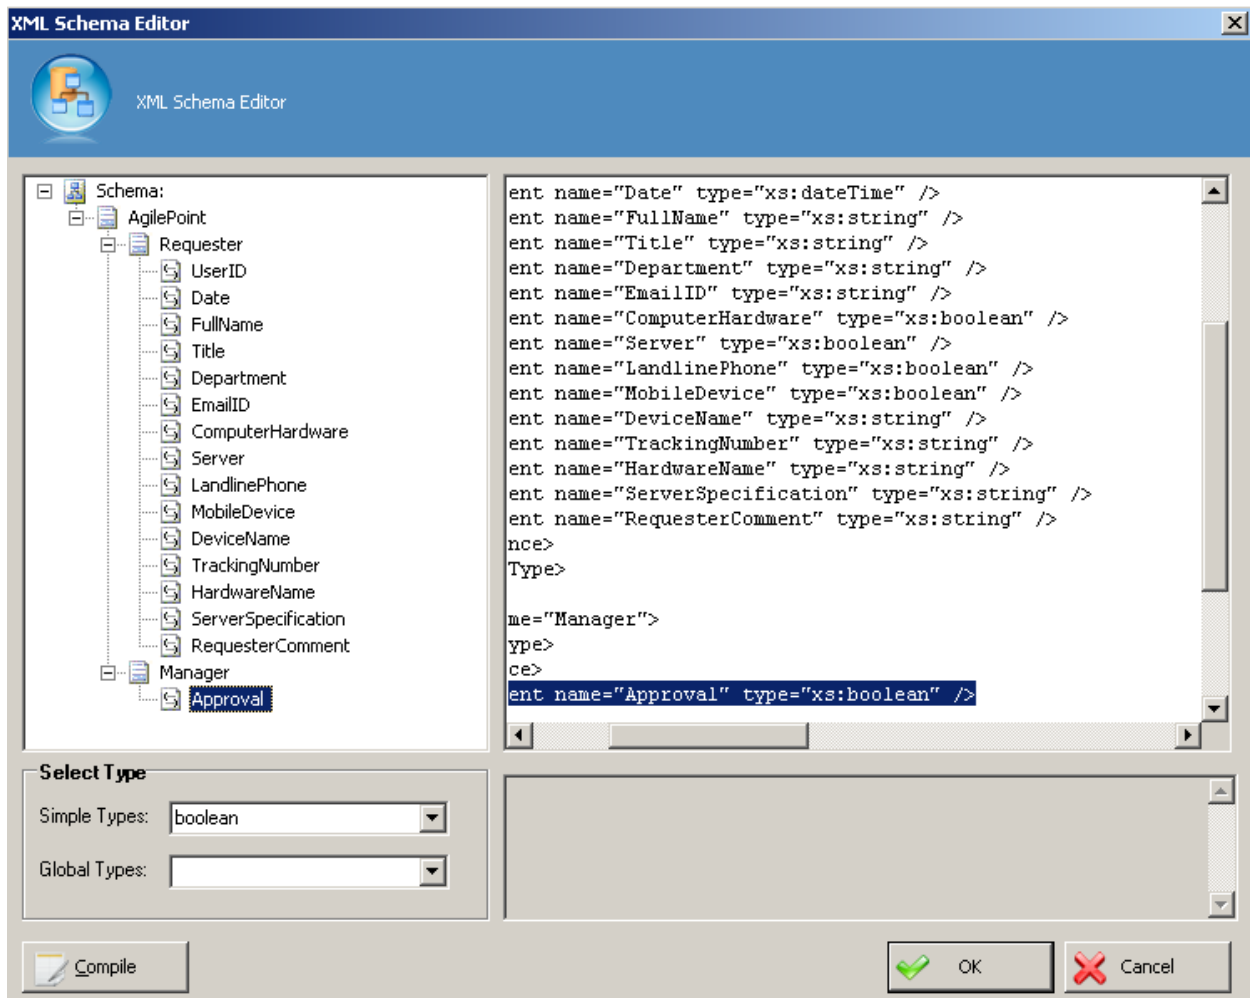 XML Schema Editor
XML Schema Editor
Schema:
AgilePoint
Requester
UserID
Date
FullName
Title
Department
EmailID
ComputerHardware
Server
LandlinePhone
MobileDevice
DeviceName
TrackingNumber
HardwareName
ServerSpecification
RequesterComment
Manager
Approval
ent name="Date" type="xs:dateTime" />
ent name="FullName" type="xs:string" />
ent name="Title" type="xs:string" />
ent name="Department" type="xs:string" />
ent name="EmailID" type="xs:string" />
ent name="ComputerHardware" type="xs:boolean" />
ent name="Server" type="xs:boolean" />
ent name="LandlinePhone" type="xs:boolean" />
ent name="MobileDevice" type="xs:boolean" />
ent name="DeviceName" type="xs:string" />
ent name="TrackingNumber" type="xs:string" />
ent name="HardwareName" type="xs:string" />
ent name="ServerSpecification" type="xs:string" />
ent name="RequesterComment" type="xs:string" />
nce>
Type>
me="Manager">
ype>
ce>
ent name="Approval" type="xs:boolean" />
Select Type
Simple Types: boolean
Global Types:
Compile
OK
Cancel